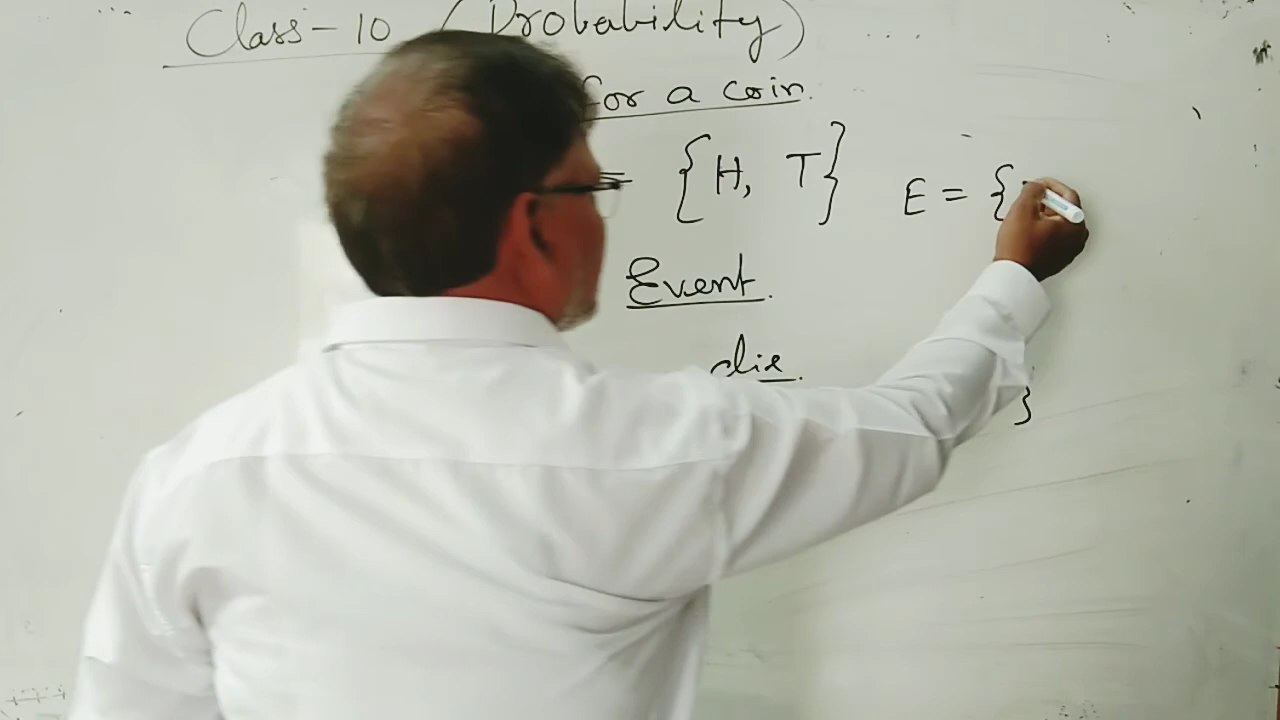 Class-10 (Probability)
for a coin.
= {H, T} E = {
Event.
die.
}